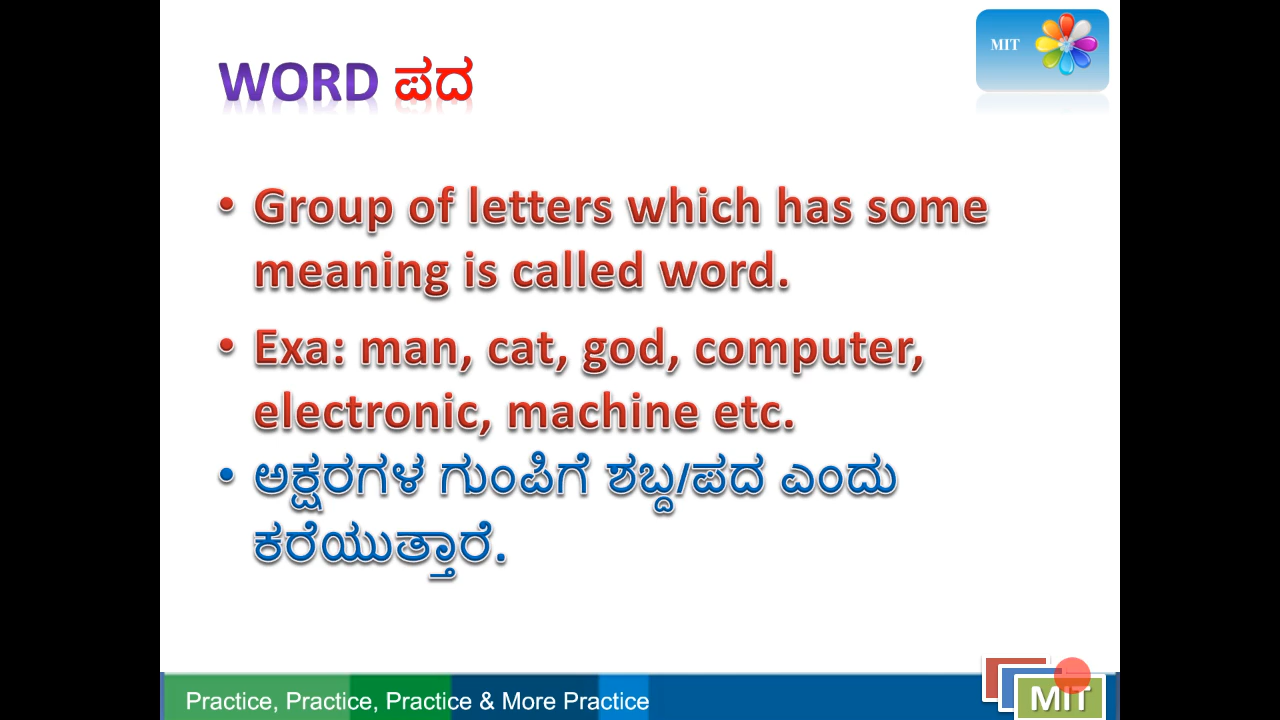 MIT
WORD ಪದ
• Group of letters which has some
meaning is called word.
• Exa: man, cat, god, computer,
electronic, machine etc.
• ಅಕ್ಷರಗಳ ಗುಂಪಿಗೆ ಶಬ್ದ/ಪದ ಎಂದು
ಕರೆಯುತ್ತಾರೆ.
Practice, Practice, Practice & More Practice
MIT